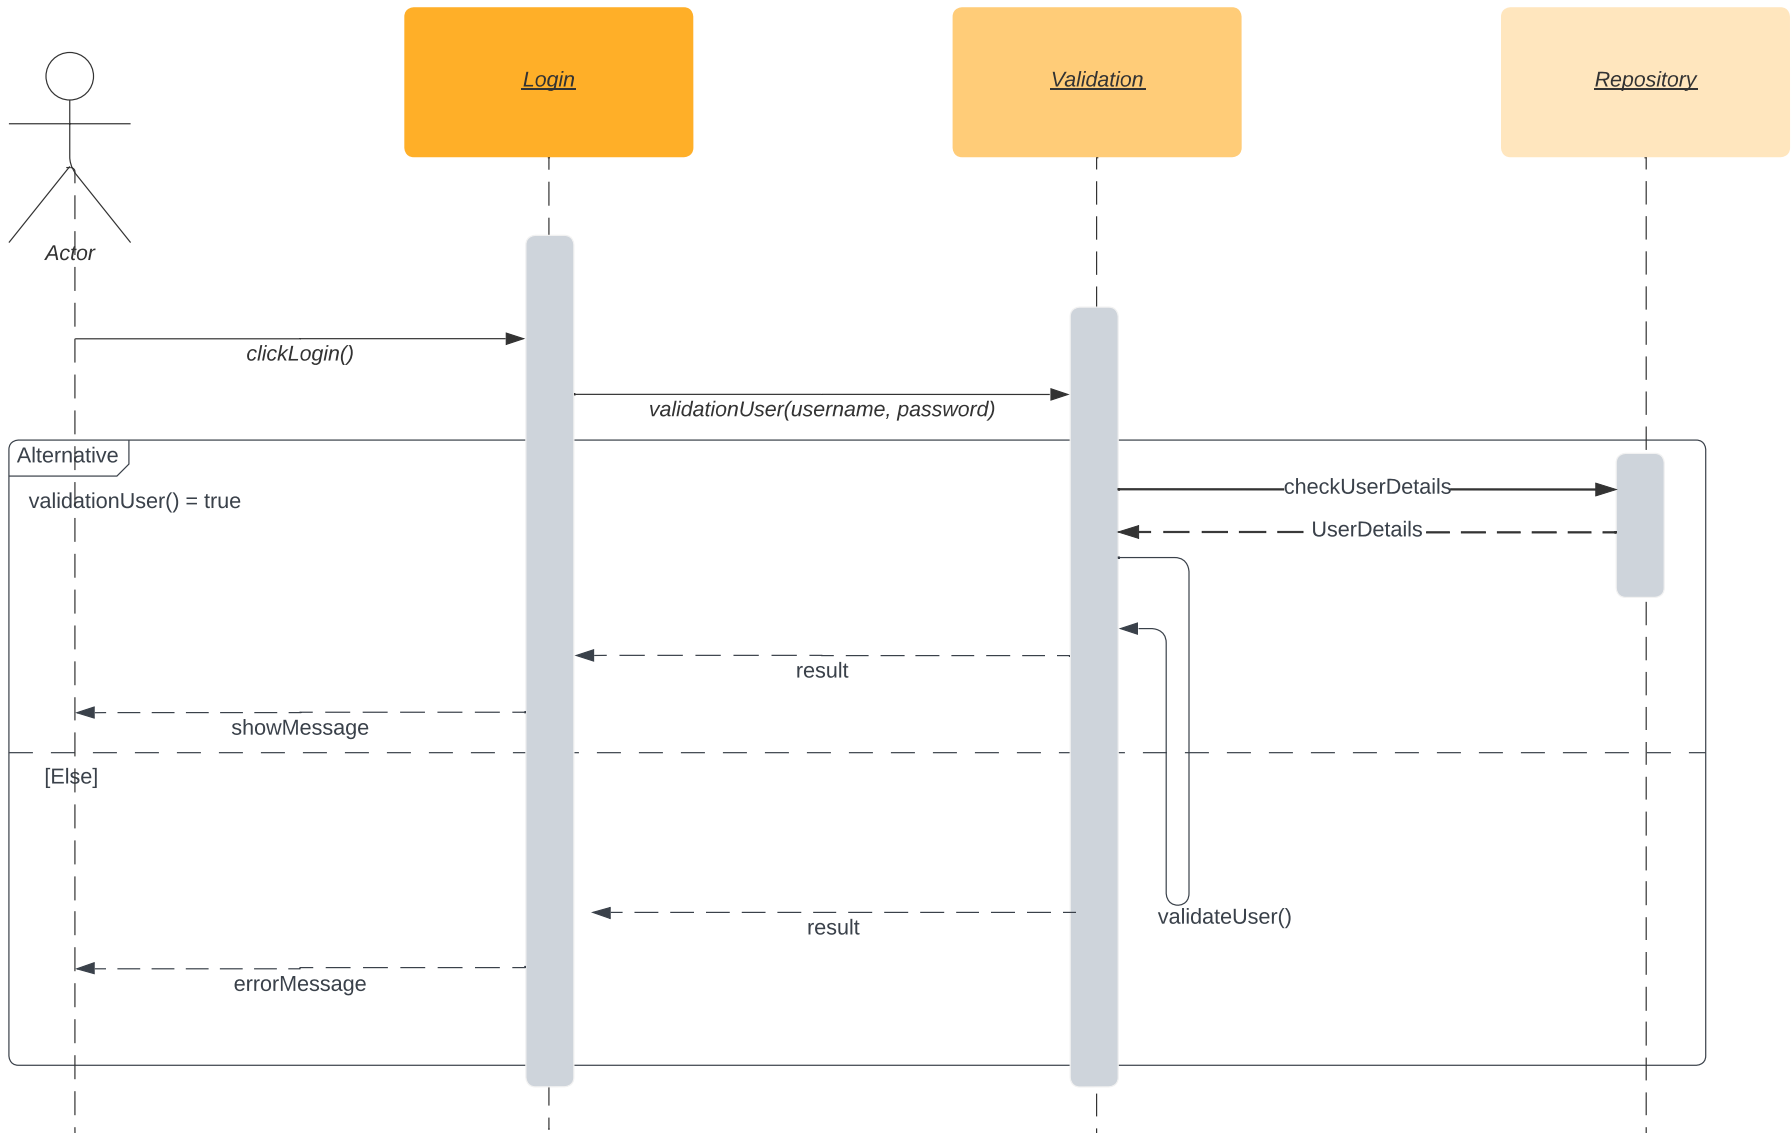 Login
Validation
Repository
Actor
clickLogin()
validationUser(username, password)
Alternative
validationUser() = true
checkUserDetails
UserDetails
result
showMessage
[Else]
validateUser()
result
errorMessage